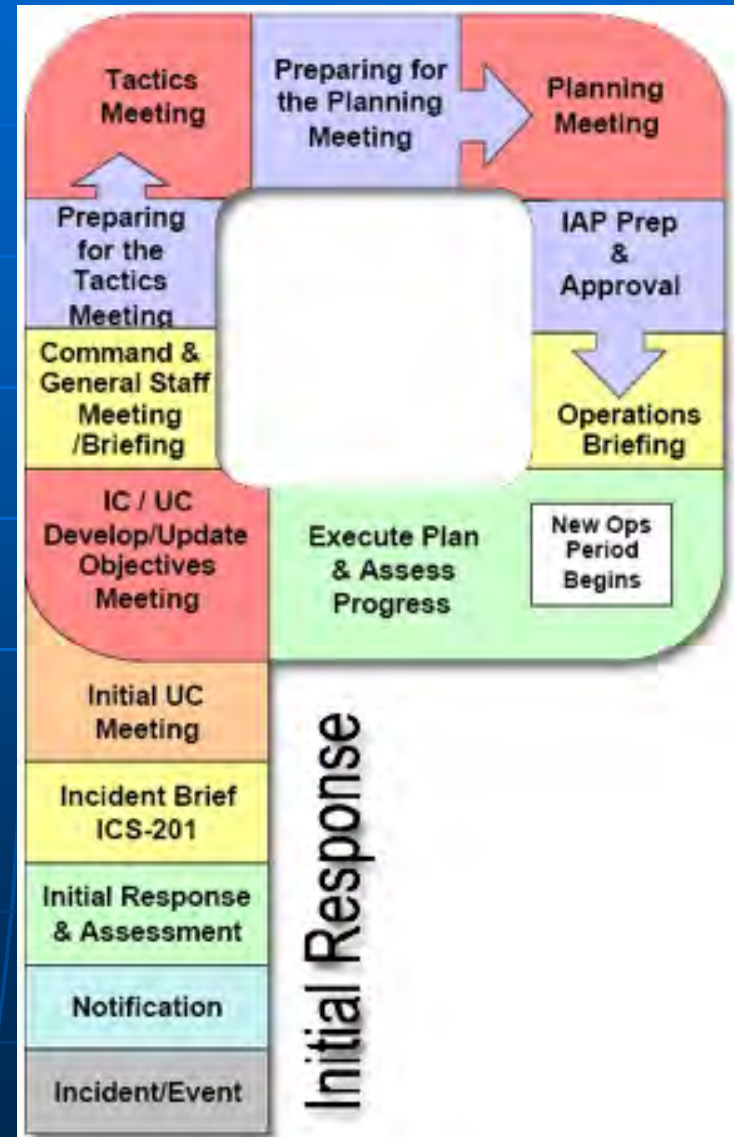 Tactics
Meeting
Preparing for
the Planning
Meeting
Planning
Meeting
Preparing
for the
Tactics
Meeting
IAP Prep
&
Approval
Command &
General Staff
Meeting
/Briefing
Operations
Briefing
IC / UC
Develop/Update
Objectives
Meeting
Execute Plan
& Assess
Progress
New Ops
Period
Begins
Initial UC
Meeting
Incident Brief
ICS-201
Initial Response
& Assessment
Notification
Incident/Event
Initial Response